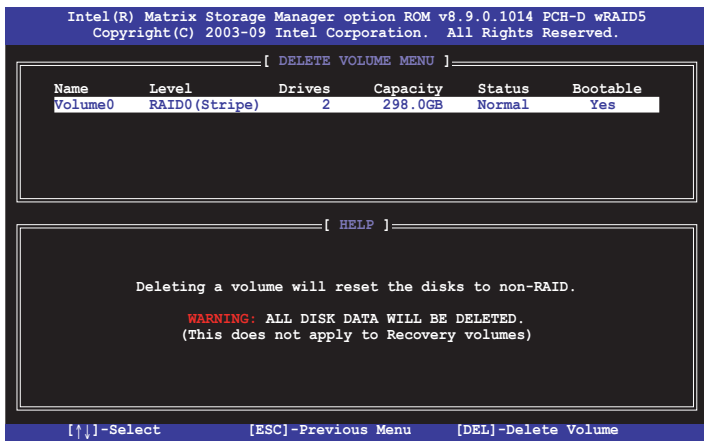 Intel(R) Matrix Storage Manager option ROM v8.9.0.1014 PCH-D wRAID5
Copyright(C) 2003-09 Intel Corporation. All Rights Reserved.
[ DELETE VOLUME MENU ]
Name Level Drives Capacity Status Bootable
Volume0 RAID0(Stripe) 2 298.0GB Normal Yes
[ HELP ]
Deleting a volume will reset the disks to non-RAID.
WARNING: ALL DISK DATA WILL BE DELETED.
(This does not apply to Recovery volumes)
[↑↓]-Select [ESC]-Previous Menu [DEL]-Delete Volume